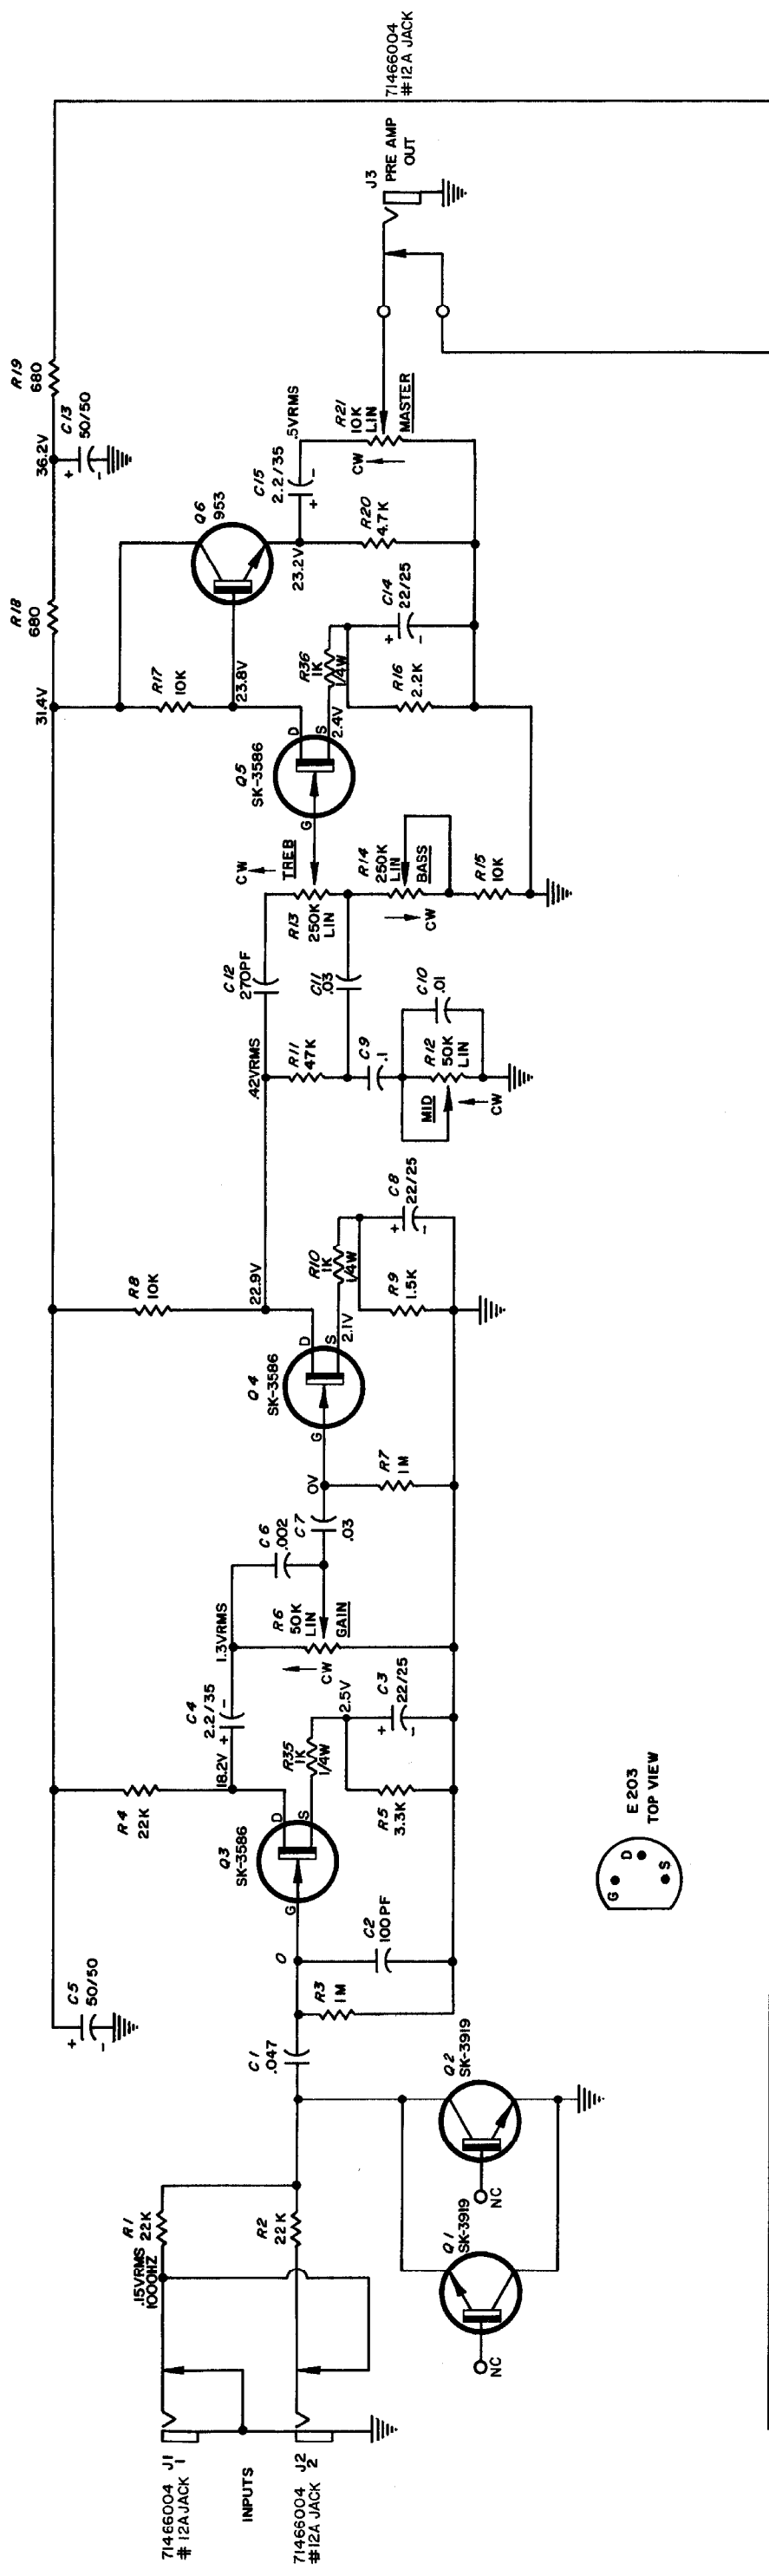 71466004 J1
# 12A JACK 1
INPUTS
71466004 J2
#12A JACK 2
.15VRMS
1000HZ
R1
22K
R2
22K
Q1
SK-3919
NC
Q2
SK-3919
NC
C1
.047
C5
50/50
+
-
R3
1M
O
C2
100PF
G
Q3
SK-3586
D
S
R4
22K
18.2V
C4
2.2/35
+ -
R35
1K
1/4W
2.5V
R5
3.3K
C3
22/25
+
-
1.3VRMS
R6
50K
LIN
GAIN
CW
C6
.002
C7
.03
0V
R7
1M
G
Q4
SK-3586
D
S
2.1V
R8
10K
22.9V
R10
1K
1/4W
R9
1.5K
C8
22/25
+
-
.42VRMS
R11
47K
C9
.1
MID
CW
R12
50K
LIN
C10
.01
C12
270PF
C11
.03
R13
250K
LIN
TREB
CW
R14
250K
LIN
BASS
CW
R15
10K
G
Q5
SK-3586
D
S
2.4V
31.4V
R17
10K
23.8V
R36
1K
1/4W
R16
2.2K
C14
22/25
+
-
R18
680
Q6
953
23.2V
R20
4.7K
C15
2.2/35
+ -
.5VRMS
36.2V
C13
50/50
+
-
R19
680
R21
10K
LIN
MASTER
CW
J3
PRE AMP
OUT
71466004
#12A JACK
E203
TOP VIEW
G
D
S